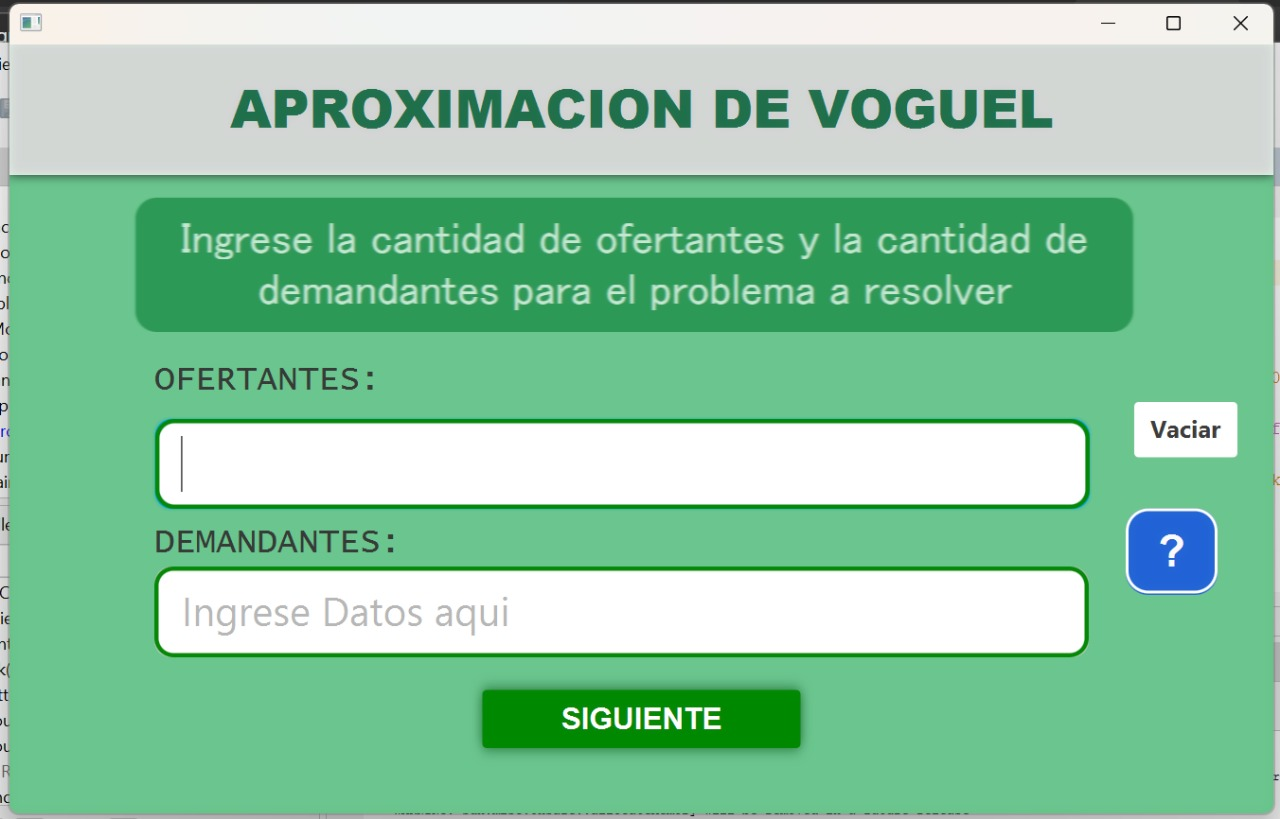 APROXIMACION DE VOGUEL
Ingrese la cantidad de ofertantes y la cantidad de
demandantes para el problema a resolver
OFERTANTES:
Vaciar
?
DEMANDANTES:
Ingrese Datos aqui
SIGUIENTE